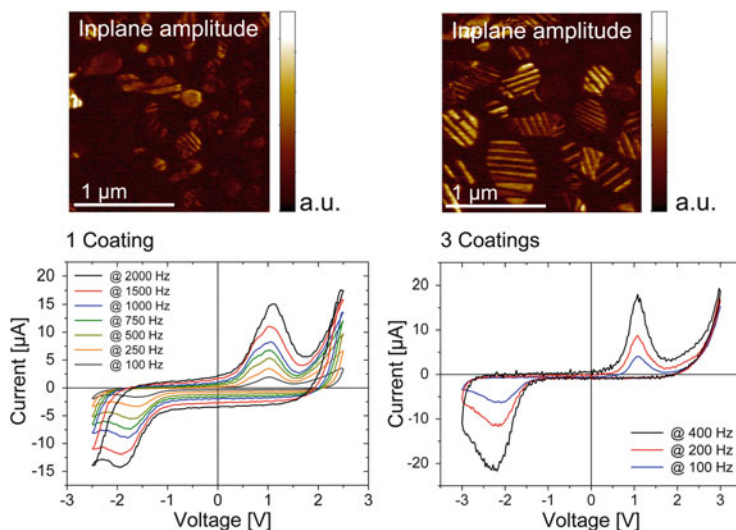 Inplane amplitude
1 µm
a.u.
Inplane amplitude
1 µm
a.u.
1 Coating
@ 2000 Hz
@ 1500 Hz
@ 1000 Hz
@ 750 Hz
@ 500 Hz
@ 250 Hz
@ 100 Hz
Current [µA]
20
15
10
5
0
-5
-10
-15
-3 -2 -1 0 1 2 3
Voltage [V]
3 Coatings
@ 400 Hz
@ 200 Hz
@ 100 Hz
Current [µA]
20
10
0
-10
-20
-3 -2 -1 0 1 2 3
Voltage [V]